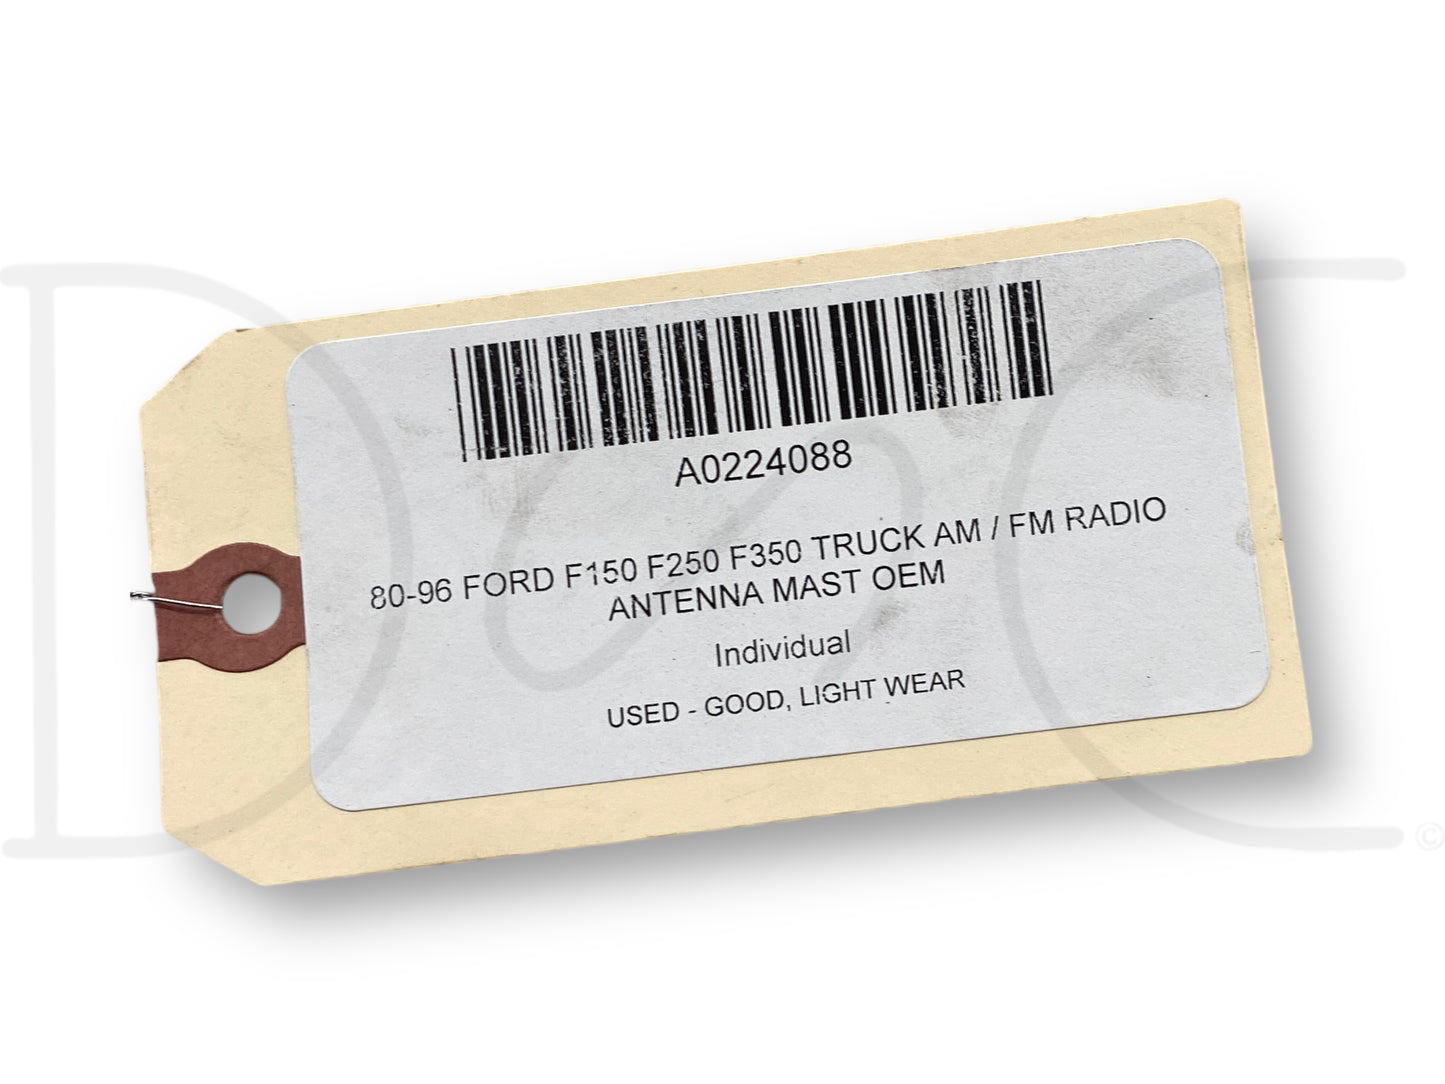 A0224088
80-96 FORD F150 F250 F350 TRUCK AM / FM RADIO
ANTENNA MAST OEM
Individual
USED - GOOD, LIGHT WEAR
D C ©